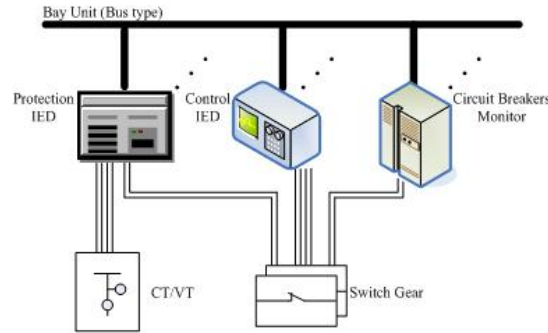 Bay Unit (Bus type)
Protection
IED
Control
IED
Circuit Breakers
Monitor
CT/VT
Switch Gear